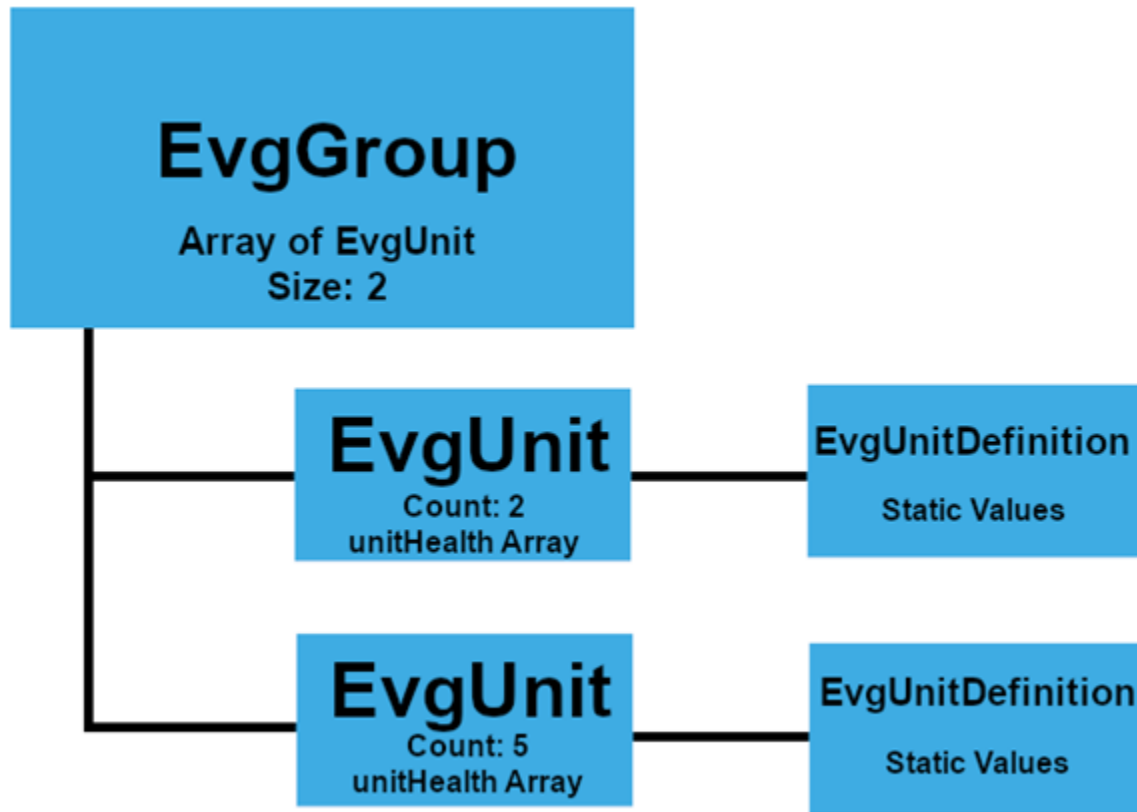 EvgGroup
Array of EvgUnit
Size: 2
EvgUnit
Count: 2
unitHealth Array
EvgUnitDefinition
Static Values
EvgUnit
Count: 5
unitHealth Array
EvgUnitDefinition
Static Values